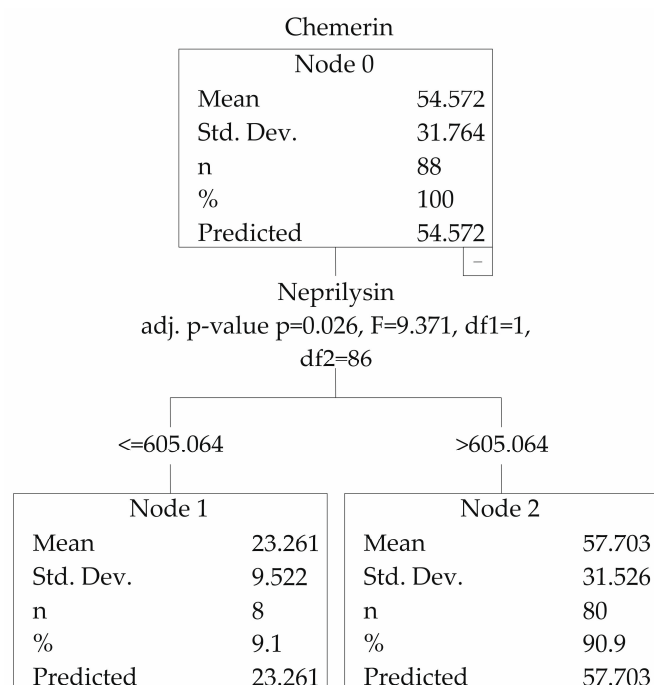 Chemerin
Node 0
Mean 54.572
Std. Dev. 31.764
n 88
% 100
Predicted 54.572
−
Neprilysin
adj. p-value p=0.026, F=9.371, df1=1,
df2=86
<=605.064 >605.064
Node 1 Node 2
Mean 23.261 Mean 57.703
Std. Dev. 9.522 Std. Dev. 31.526
n 8 n 80
% 9.1 % 90.9
Predicted 23.261 Predicted 57.703